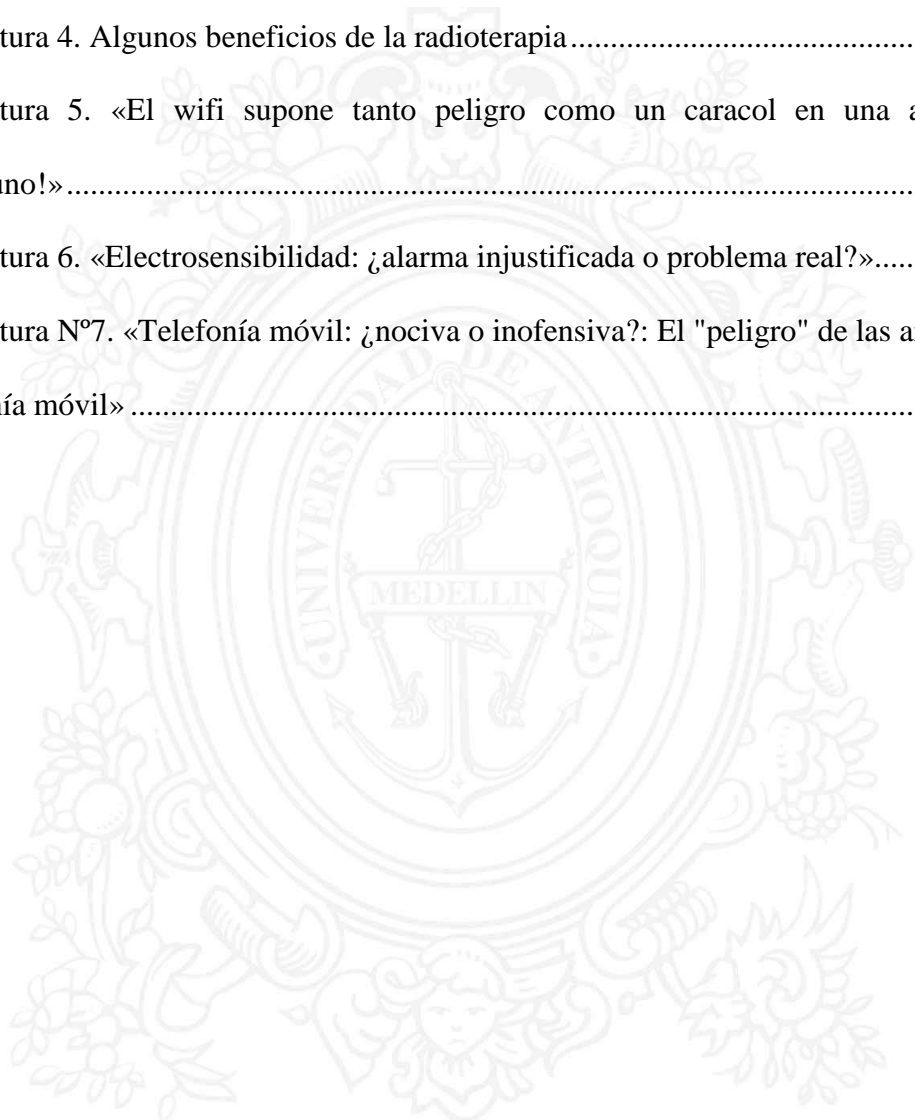 tura 4. Algunos beneficios de la radioterapia..........................................
tura 5. «El wifi supone tanto peligro como un caracol en una a
uno!»..........................................................................................................
tura 6. «Electrosensibilidad: ¿alarma injustificada o problema real?».....
tura Nº7. «Telefonía móvil: ¿nociva o inofensiva?: El "peligro" de las a
nía móvil» .................................................................................................
UNIVERSIDAD DE ANTIOQUIA
MEDELLIN